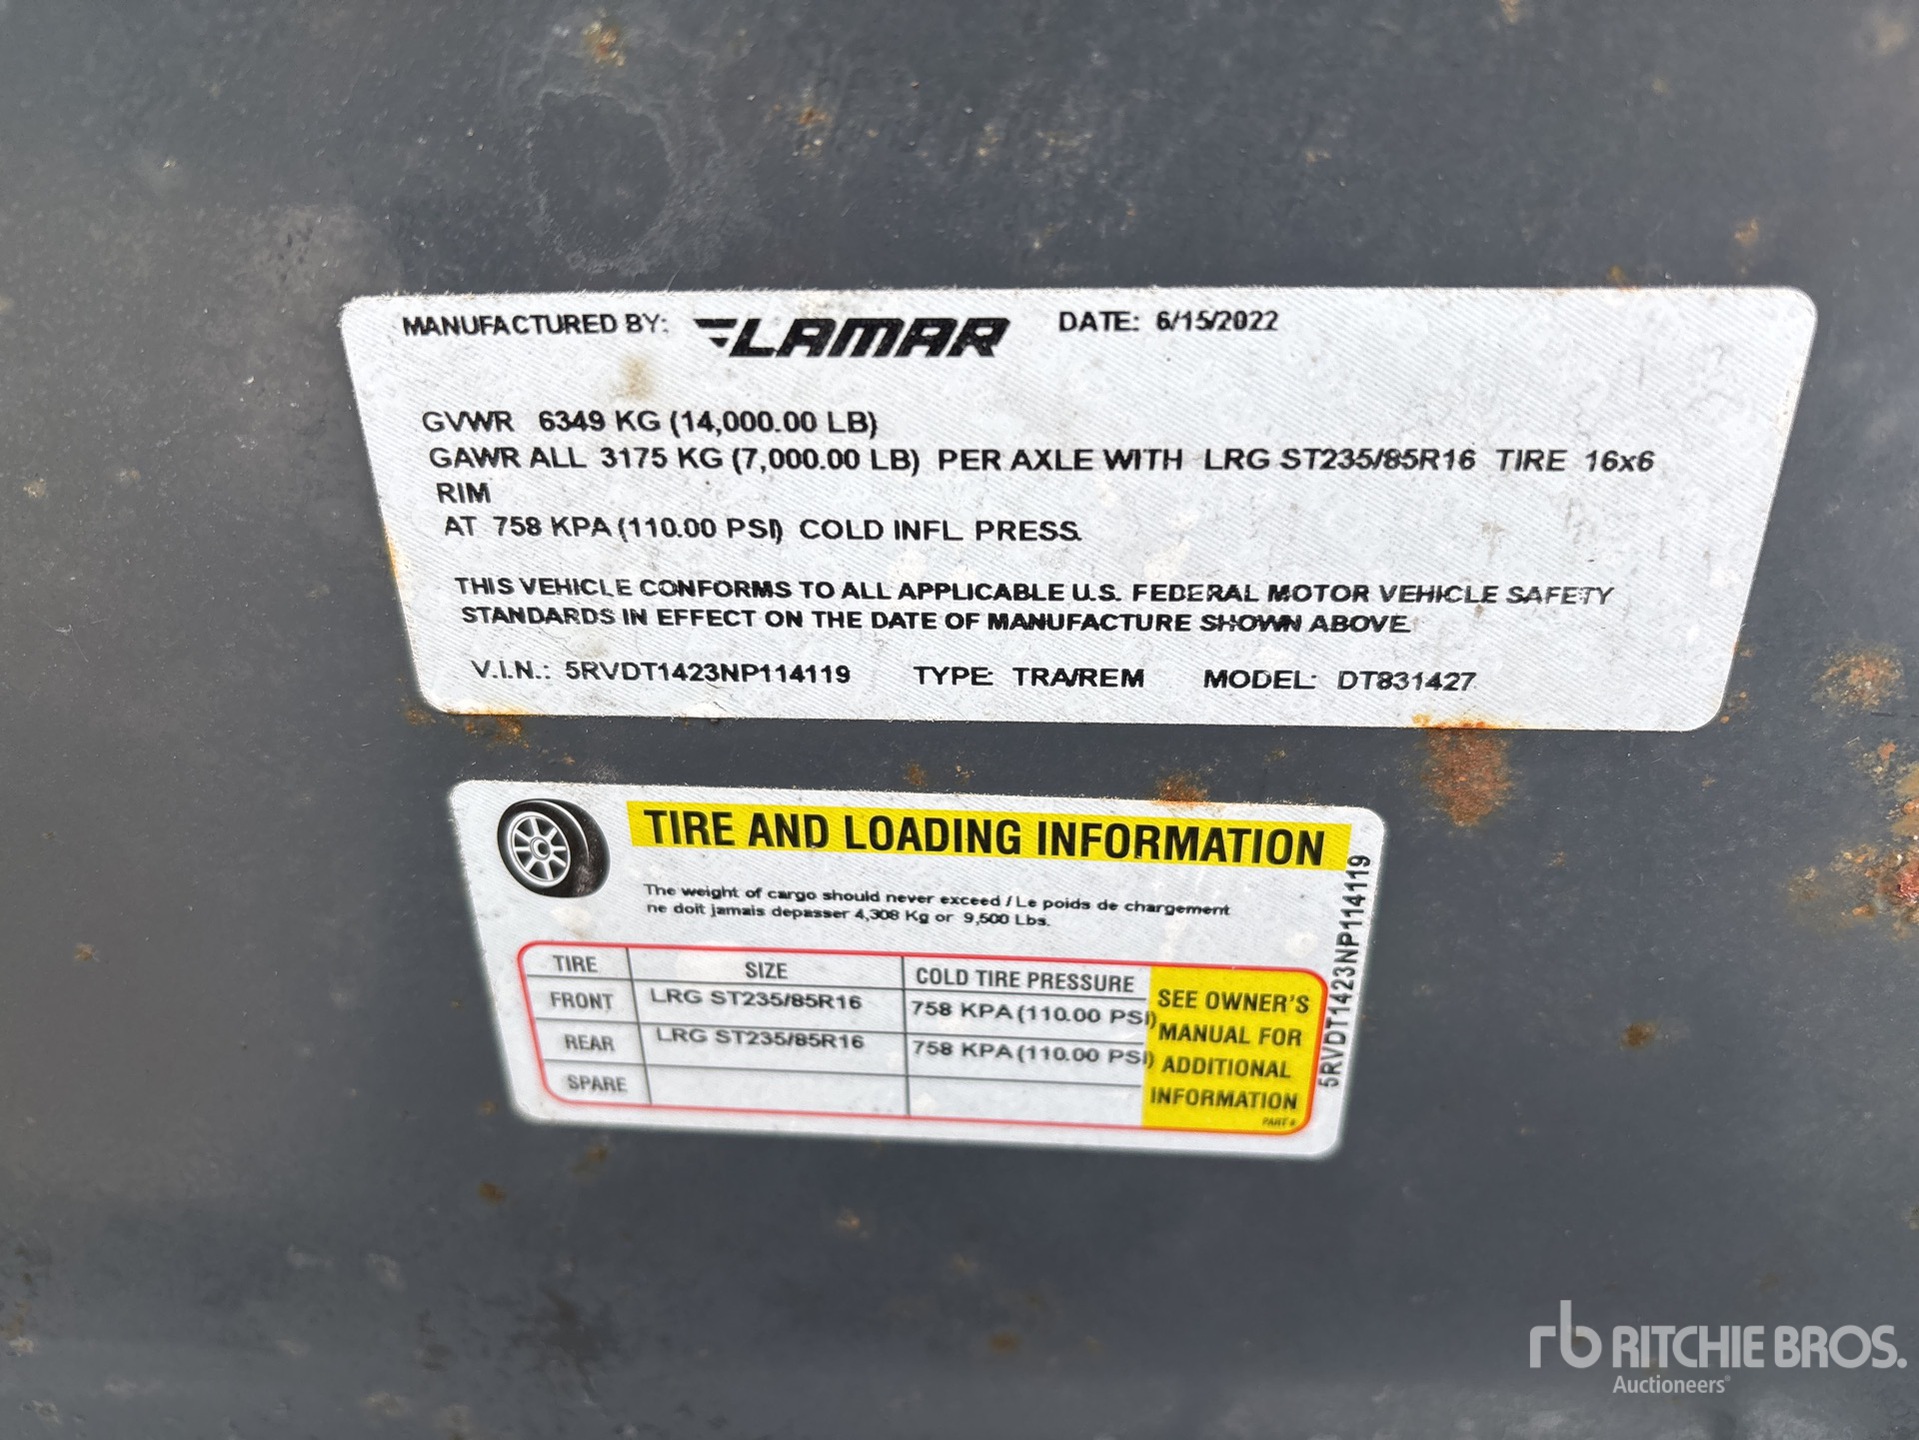 MANUFACTURED BY: LAMAR DATE: 6/15/2022
GVWR 6349 KG (14,000.00 LB)
GAWR ALL 3175 KG (7,000.00 LB) PER AXLE WITH LRG ST235/85R16 TIRE 16x6
RIM
AT 758 KPA (110.00 PSI) COLD INFL PRESS.
THIS VEHICLE CONFORMS TO ALL APPLICABLE U.S. FEDERAL MOTOR VEHICLE SAFETY
STANDARDS IN EFFECT ON THE DATE OF MANUFACTURE SHOWN ABOVE.
V.I.N.: 5RVDT1423NP114119 TYPE: TRA/REM MODEL: DT831427
TIRE AND LOADING INFORMATION
The weight of cargo should never exceed / Le poids de chargement
ne doit jamais depasser 4,308 Kg or 9,500 Lbs.
TIRE SIZE COLD TIRE PRESSURE
FRONT LRG ST235/85R16 758 KPA (110.00 PSI)
REAR LRG ST235/85R16 758 KPA (110.00 PSI)
SPARE
SEE OWNER'S
MANUAL FOR
ADDITIONAL
INFORMATION
PART #
5RVDT1423NP114119
rb RITCHIE BROS.
Auctioneers®